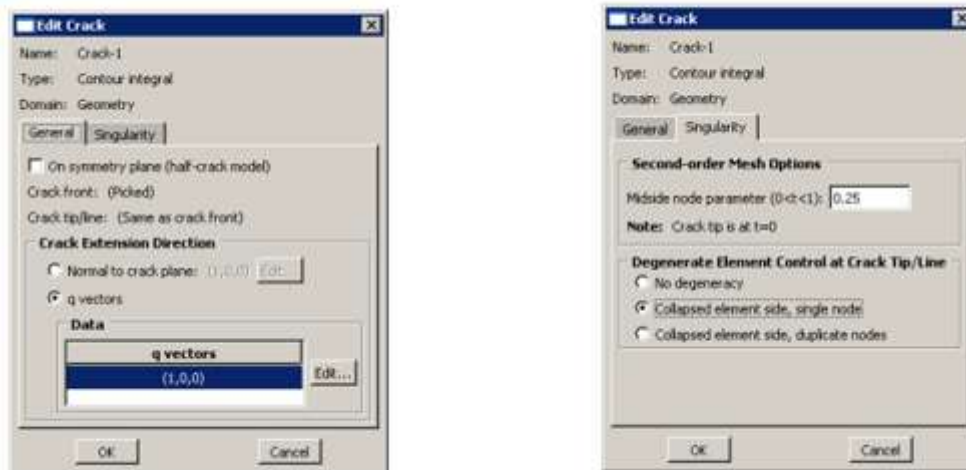 Edit Crack
Name: Crack-1
Type: Contour integral
Domain: Geometry
General Singularity
On symmetry plane (half-crack model)
Crack front: (Picked)
Crack tip/line: (Same as crack front)
Crack Extension Direction
Normal to crack plane: (1,0,0) Edit...
q vectors
Data
q vectors
(1,0,0)
Edit...
OK Cancel
Edit Crack
Name: Crack-1
Type: Contour integral
Domain: Geometry
General Singularity
Second-order Mesh Options
Midside node parameter (0<t<1): 0.25
Note: Crack tip is at t=0
Degenerate Element Control at Crack Tip/Line
No degeneracy
Collapsed element side, single node
Collapsed element side, duplicate nodes
OK Cancel